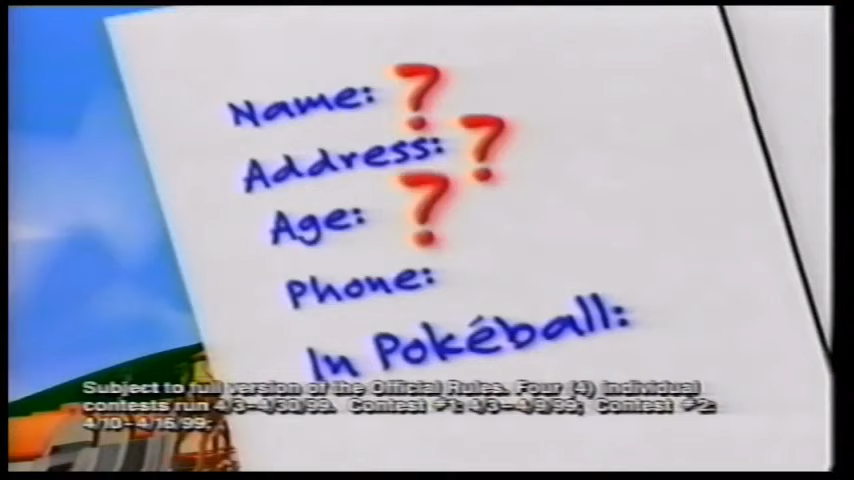 Name: ?
Address: ?
Age: ?
Phone:
In Pokéball:
Subject to full version of the Official Rules. Four (4) individual
contests run 4/3-4/30/99. Contest #1: 4/3-4/9/99; Contest #2:
4/10-4/16/99;